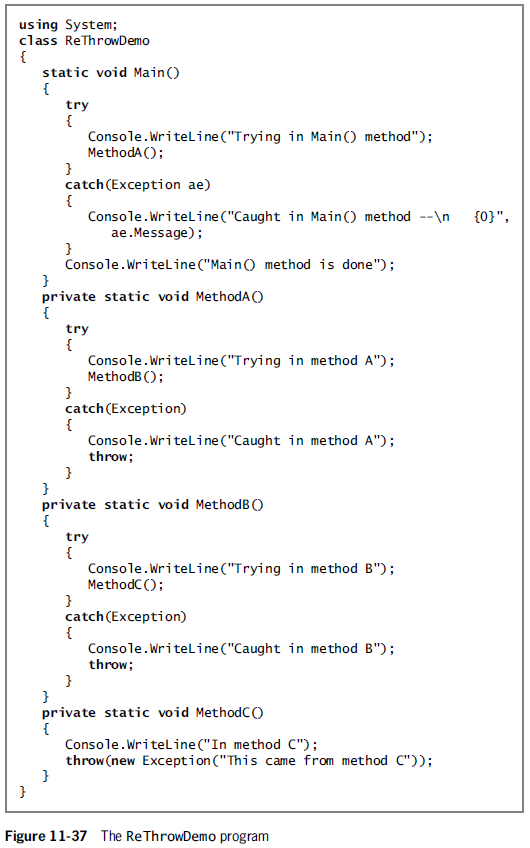 using System;
class ReThrowDemo
{
   static void Main()
   {
      try
      {
         Console.WriteLine("Trying in Main() method");
         MethodA();
      }
      catch(Exception ae)
      {
         Console.WriteLine("Caught in Main() method --\n   {0}",
            ae.Message);
      }
      Console.WriteLine("Main() method is done");
   }
   private static void MethodA()
   {
      try
      {
         Console.WriteLine("Trying in method A");
         MethodB();
      }
      catch(Exception)
      {
         Console.WriteLine("Caught in method A");
         throw;
      }
   }
   private static void MethodB()
   {
      try
      {
         Console.WriteLine("Trying in method B");
         MethodC();
      }
      catch(Exception)
      {
         Console.WriteLine("Caught in method B");
         throw;
      }
   }
   private static void MethodC()
   {
      Console.WriteLine("In method C");
      throw(new Exception("This came from method C"));
   }
}
Figure 11-37 The ReThrowDemo program